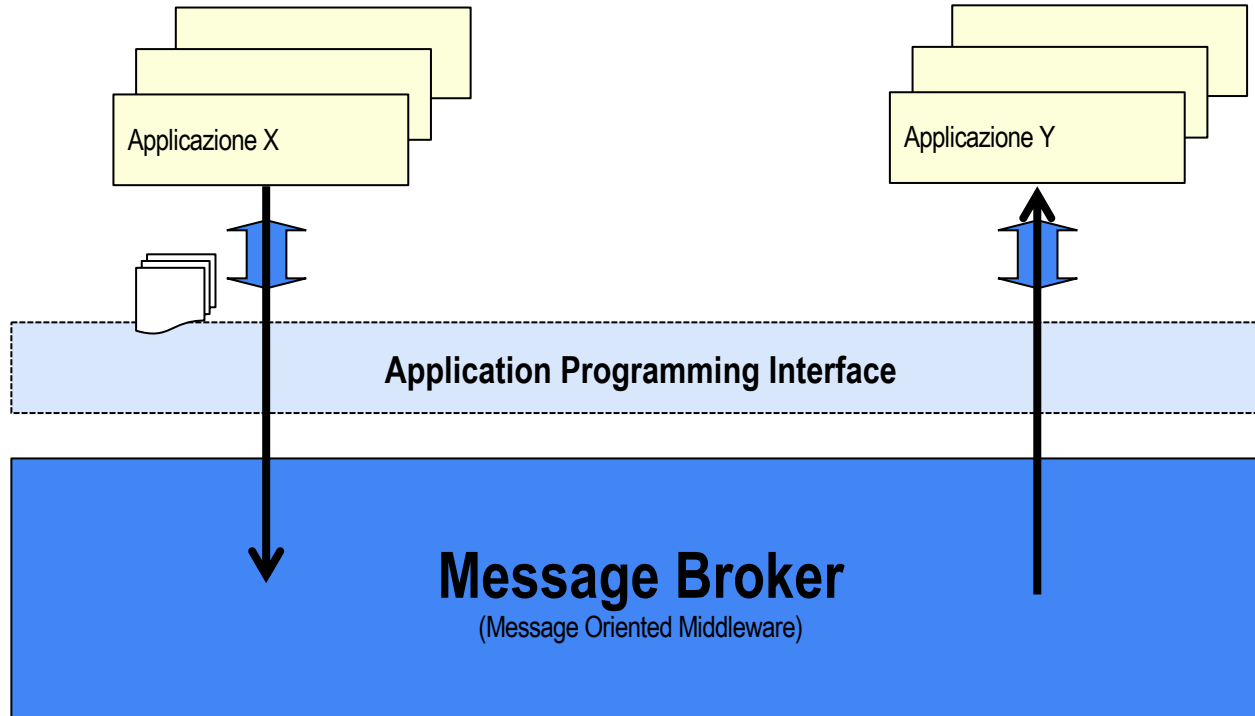 Applicazione X
Applicazione Y
Application Programming Interface
Message Broker
(Message Oriented Middleware)